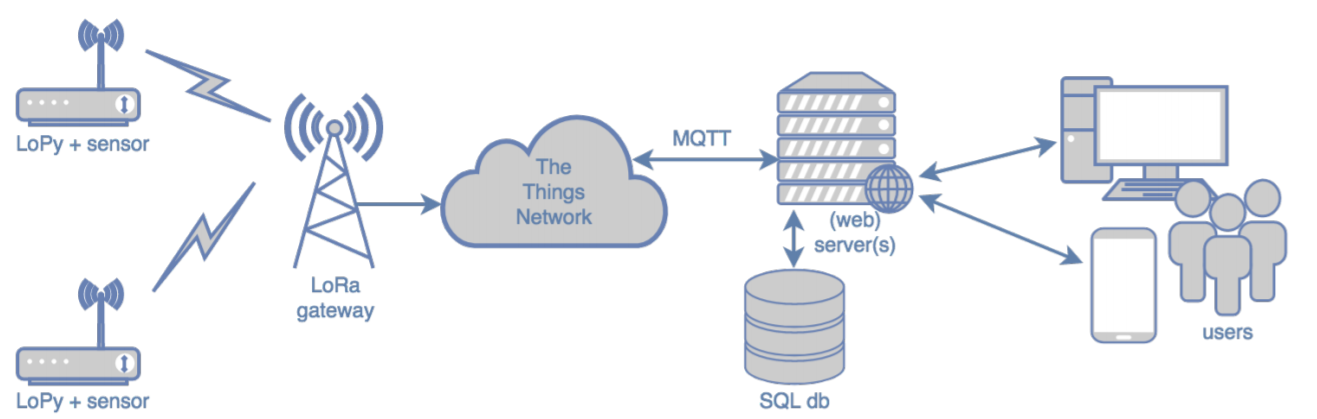 LoPy + sensor
LoRa
gateway
The
Things
Network
MQTT
(web)
server(s)
SQL db
users
LoPy + sensor